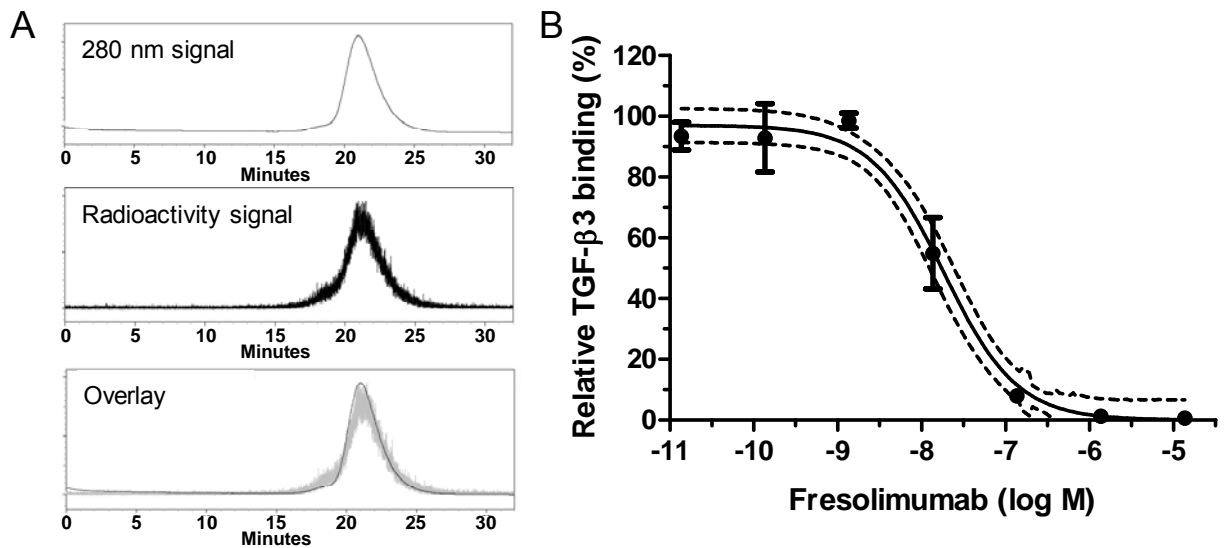 A
280 nm signal
0 5 10 15 20 25 30
Minutes
Radioactivity signal
0 5 10 15 20 25 30
Minutes
Overlay
0 5 10 15 20 25 30
Minutes
B
Relative TGF-β3 binding (%)
120
100
80
60
40
20
0
-11 -10 -9 -8 -7 -6 -5
Fresolimumab (log M)